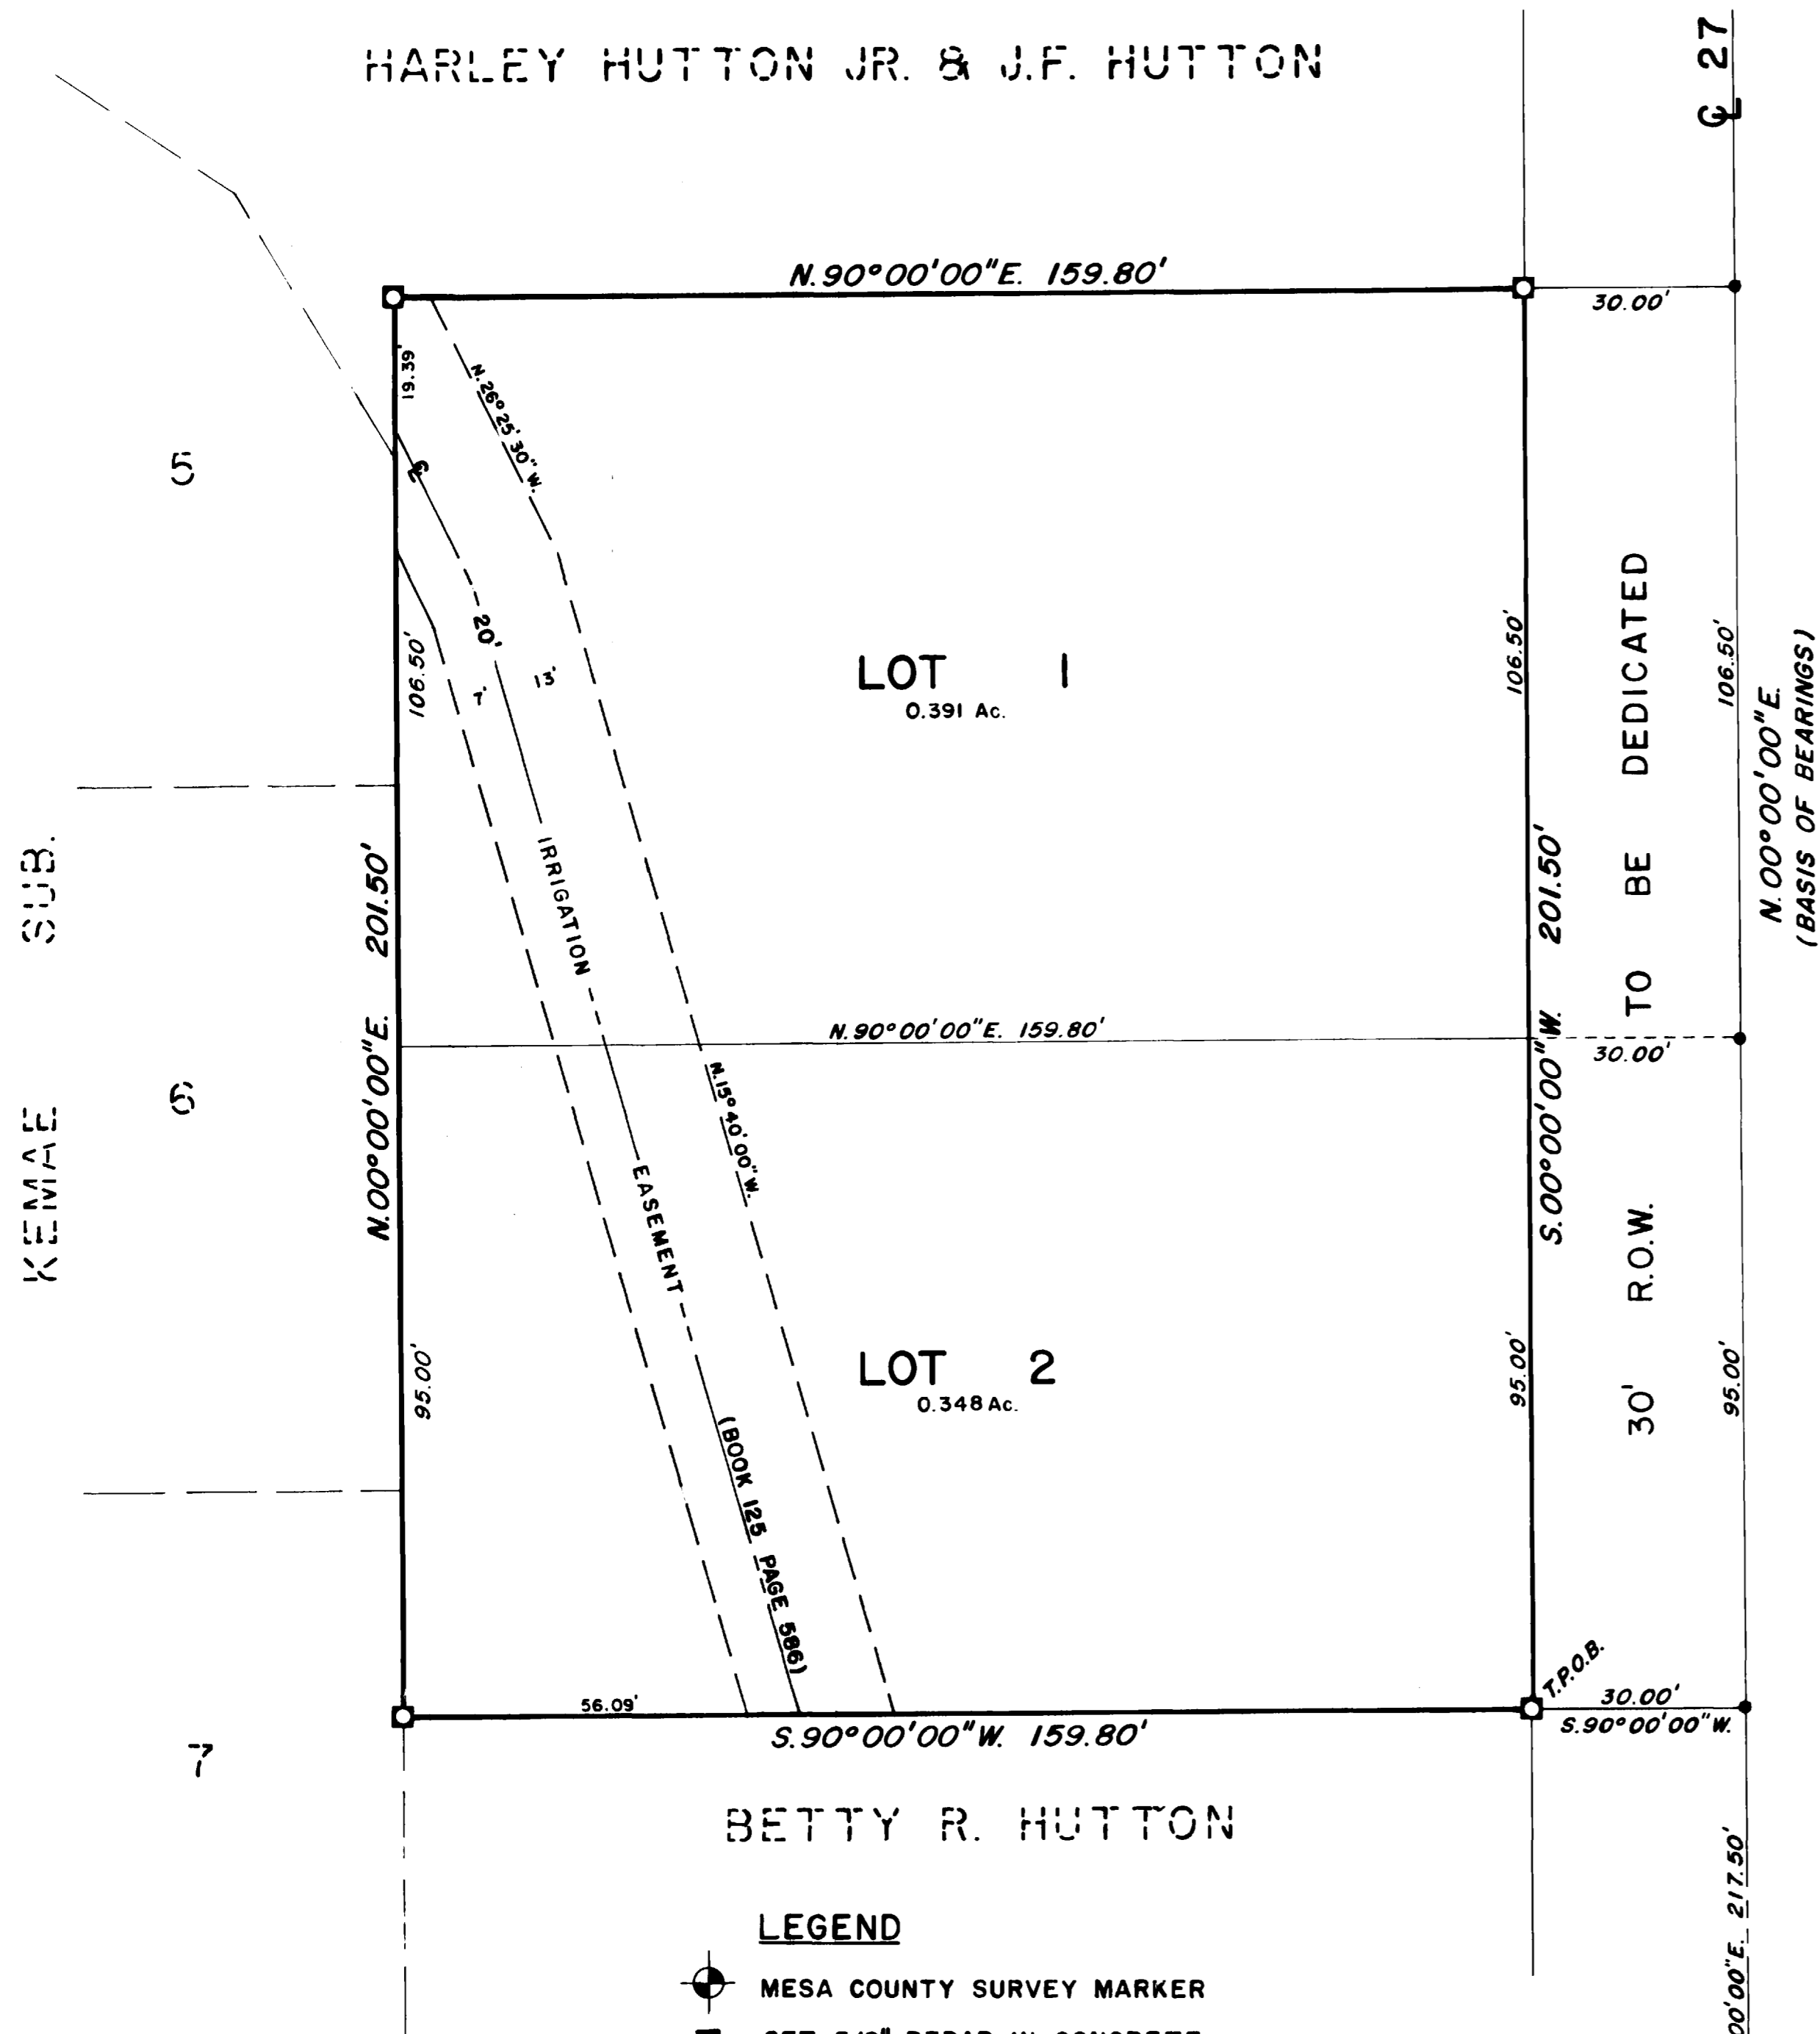 HARLEY HUTTON JR. & J.F. HUTTON
℄ 27
N. 90°00'00"E. 159.80'
30.00'
19.39'
N. 26°25'30" W.
5
℄
20'
7'
13'
106.50'
LOT 1
0.391 Ac.
106.50'
106.50'
30' R.O.W. TO BE DEDICATED
N. 00°00'00"E.
(BASIS OF BEARINGS)
KEMAE SUB.
N. 00°00'00"E. 201.50'
IRRIGATION EASEMENT (BOOK 125 PAGE 586)
S. 00°00'00"W. 201.50'
N. 90°00'00"E. 159.80'
30.00'
6
N. 15°40'00" W.
95.00'
LOT 2
0.348 Ac.
95.00'
95.00'
T.P.O.B.
56.09'
30.00'
S. 90°00'00"W. 159.80'
S. 90°00'00"W.
7
BETTY R. HUTTON
00'00"E. 217.50'
LEGEND
MESA COUNTY SURVEY MARKER